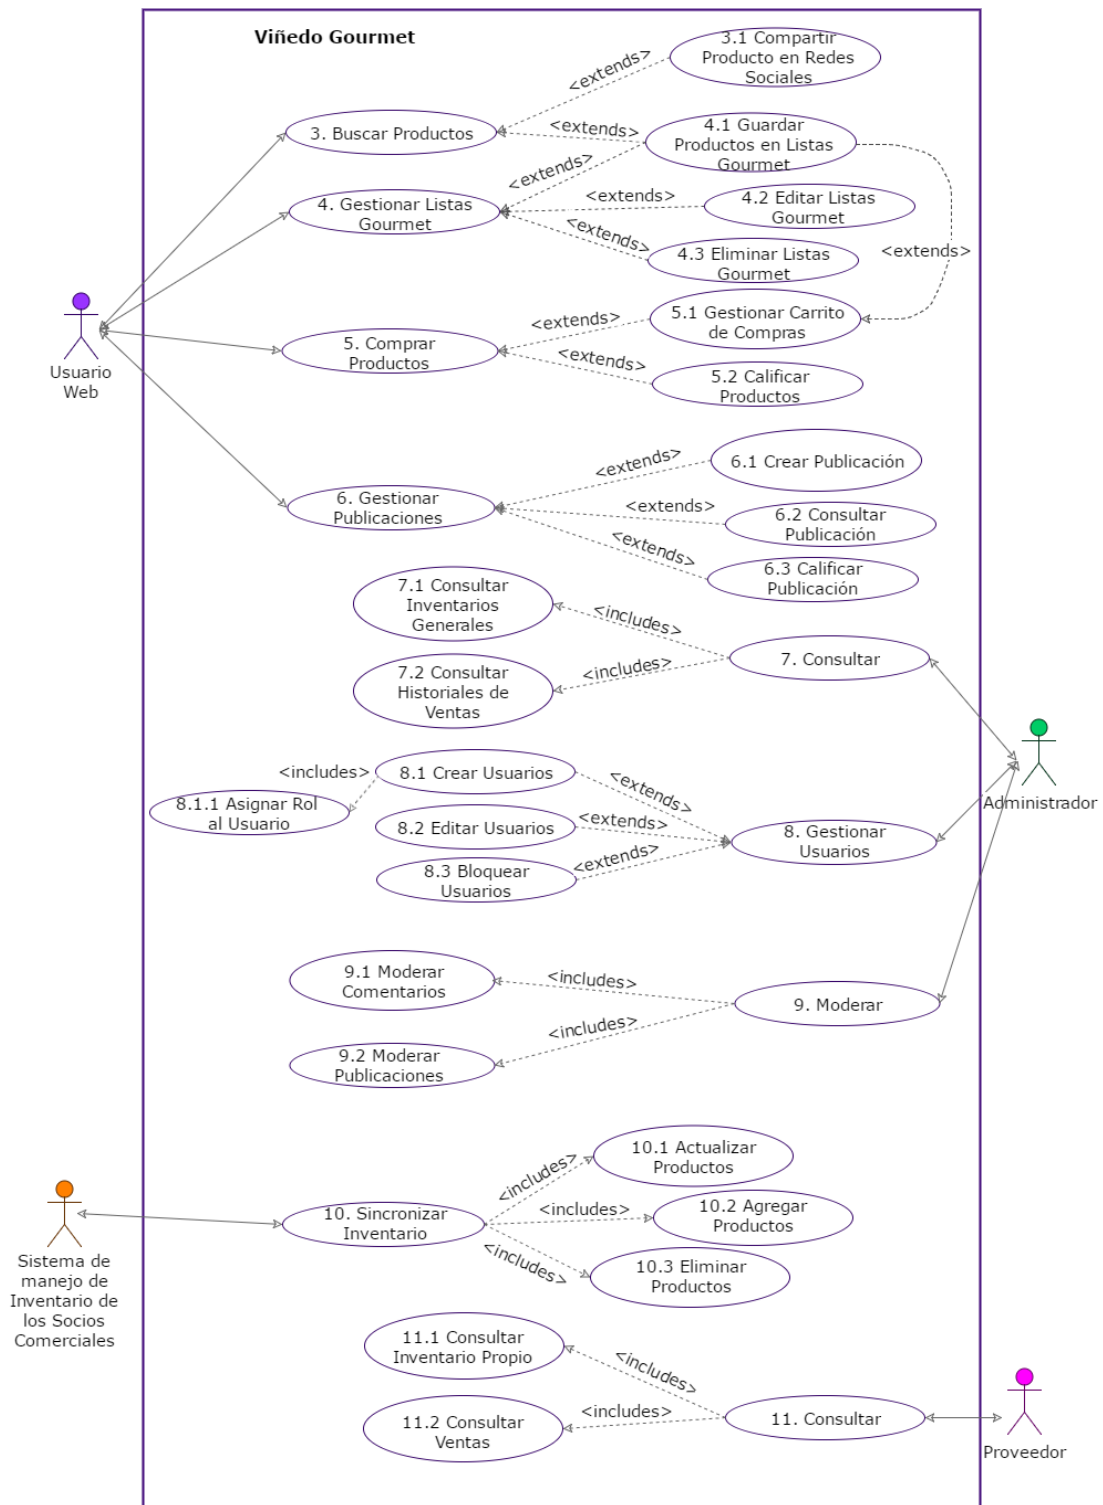 Viñedo Gourmet
3.1 Compartir
Producto en Redes
Sociales
<extends>
3. Buscar Productos
<extends>
4.1 Guardar
Productos en Listas
Gourmet
<extends>
4. Gestionar Listas
Gourmet
<extends>
4.2 Editar Listas
Gourmet
<extends>
4.3 Eliminar Listas
Gourmet
<extends>
Usuario
Web
5. Comprar
Productos
<extends>
5.1 Gestionar Carrito
de Compras
<extends>
5.2 Calificar
Productos
6. Gestionar
Publicaciones
<extends>
6.1 Crear Publicación
<extends>
6.2 Consultar
Publicación
<extends>
6.3 Calificar
Publicación
7.1 Consultar
Inventarios
Generales
<includes>
7.2 Consultar
Historiales de
Ventas
<includes>
7. Consultar
Administrador
<includes>
8.1 Crear Usuarios
<extends>
8.1.1 Asignar Rol
al Usuario
8.2 Editar Usuarios
<extends>
8.3 Bloquear
Usuarios
<extends>
8. Gestionar
Usuarios
9.1 Moderar
Comentarios
<includes>
9. Moderar
9.2 Moderar
Publicaciones
<includes>
Sistema de
manejo de
Inventario de
los Socios
Comerciales
10. Sincronizar
Inventario
<includes>
10.1 Actualizar
Productos
<includes>
10.2 Agregar
Productos
<includes>
10.3 Eliminar
Productos
11.1 Consultar
Inventario Propio
<includes>
11.2 Consultar
Ventas
<includes>
11. Consultar
Proveedor